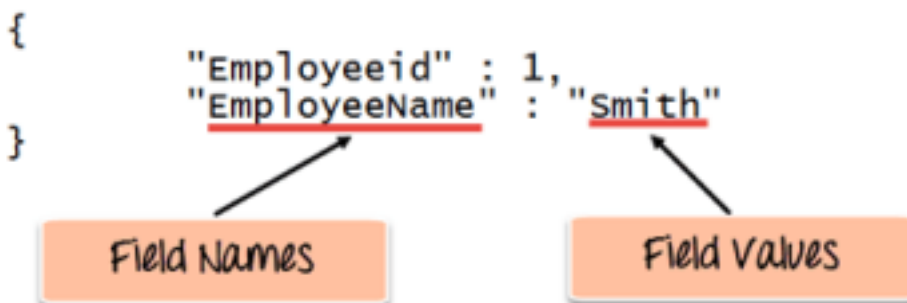 {
"Employeeid" : 1,
"EmployeeName" : "Smith"
}
Field Names
Field Values